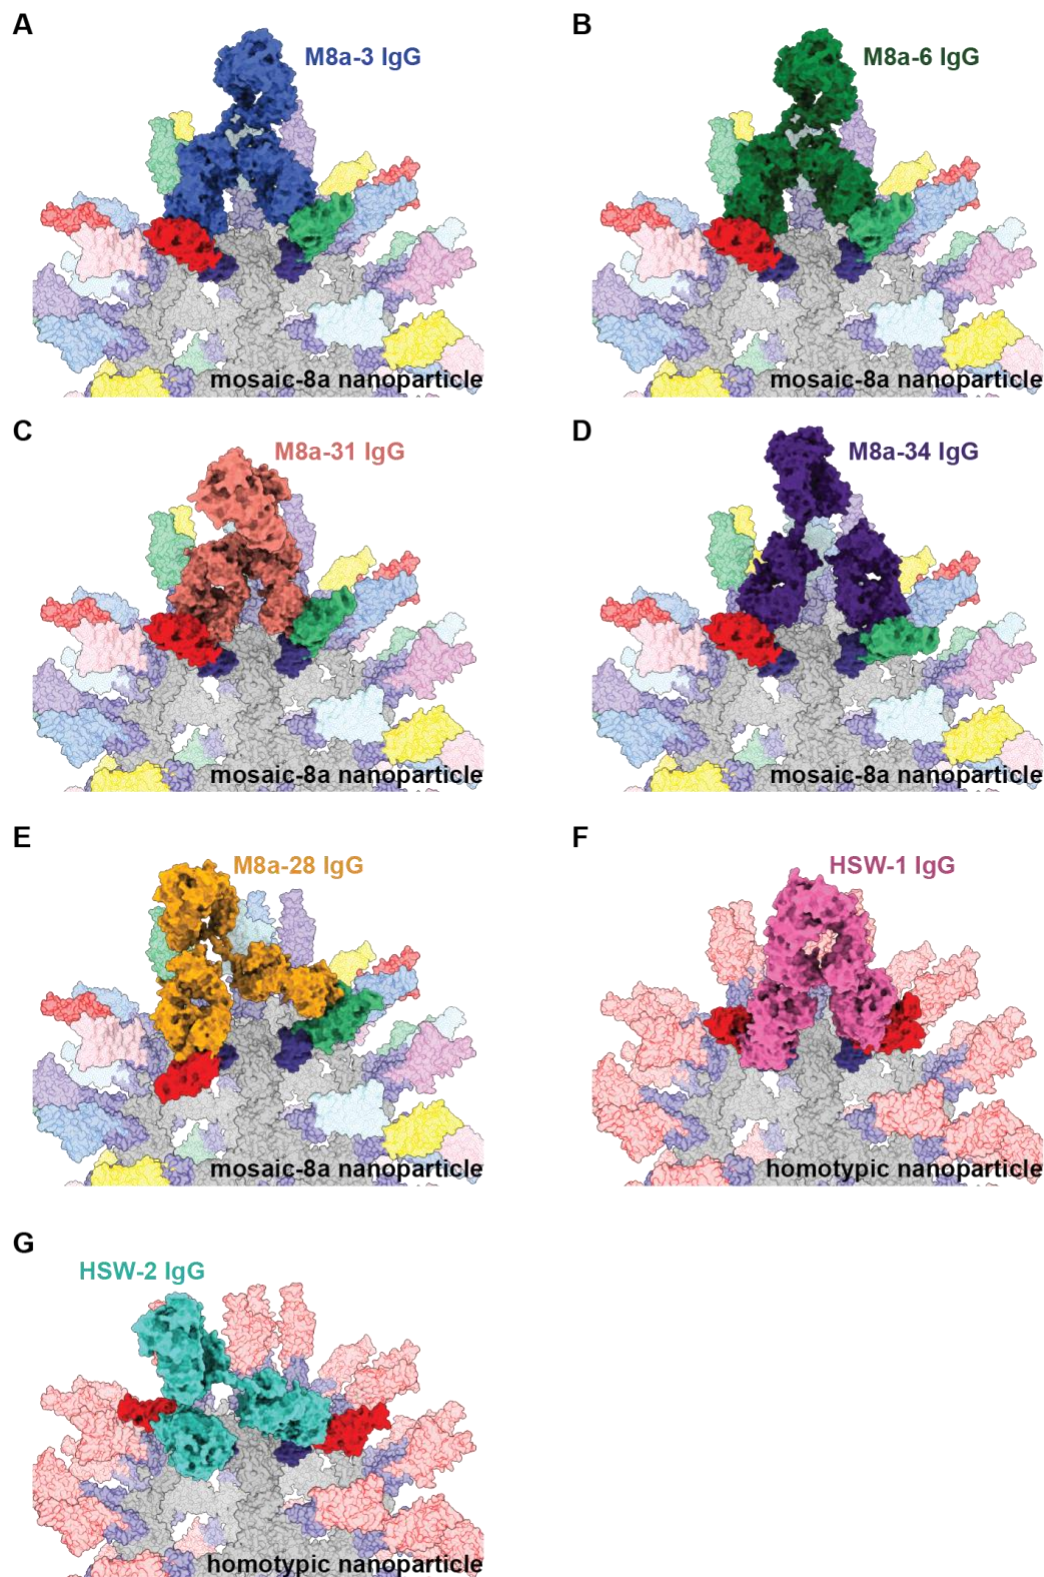 A
M8a-3 IgG
mosaic-8a nanoparticle
B
M8a-6 IgG
mosaic-8a nanoparticle
C
M8a-31 IgG
mosaic-8a nanoparticle
D
M8a-34 IgG
mosaic-8a nanoparticle
E
M8a-28 IgG
mosaic-8a nanoparticle
F
HSW-1 IgG
homotypic nanoparticle
G
HSW-2 IgG
homotypic nanoparticle